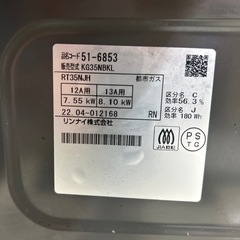 品名コード 51-6853
販売型式 KG35NBKL
RT35NJH 都市ガス
12A用 13A用
7.55 kW 8.10 kW
区分名 C
効率56.3 %
区分名 J
効率 180 Wh
22.04-012168 RN
リンナイ株式会社
JIA
PS
TG